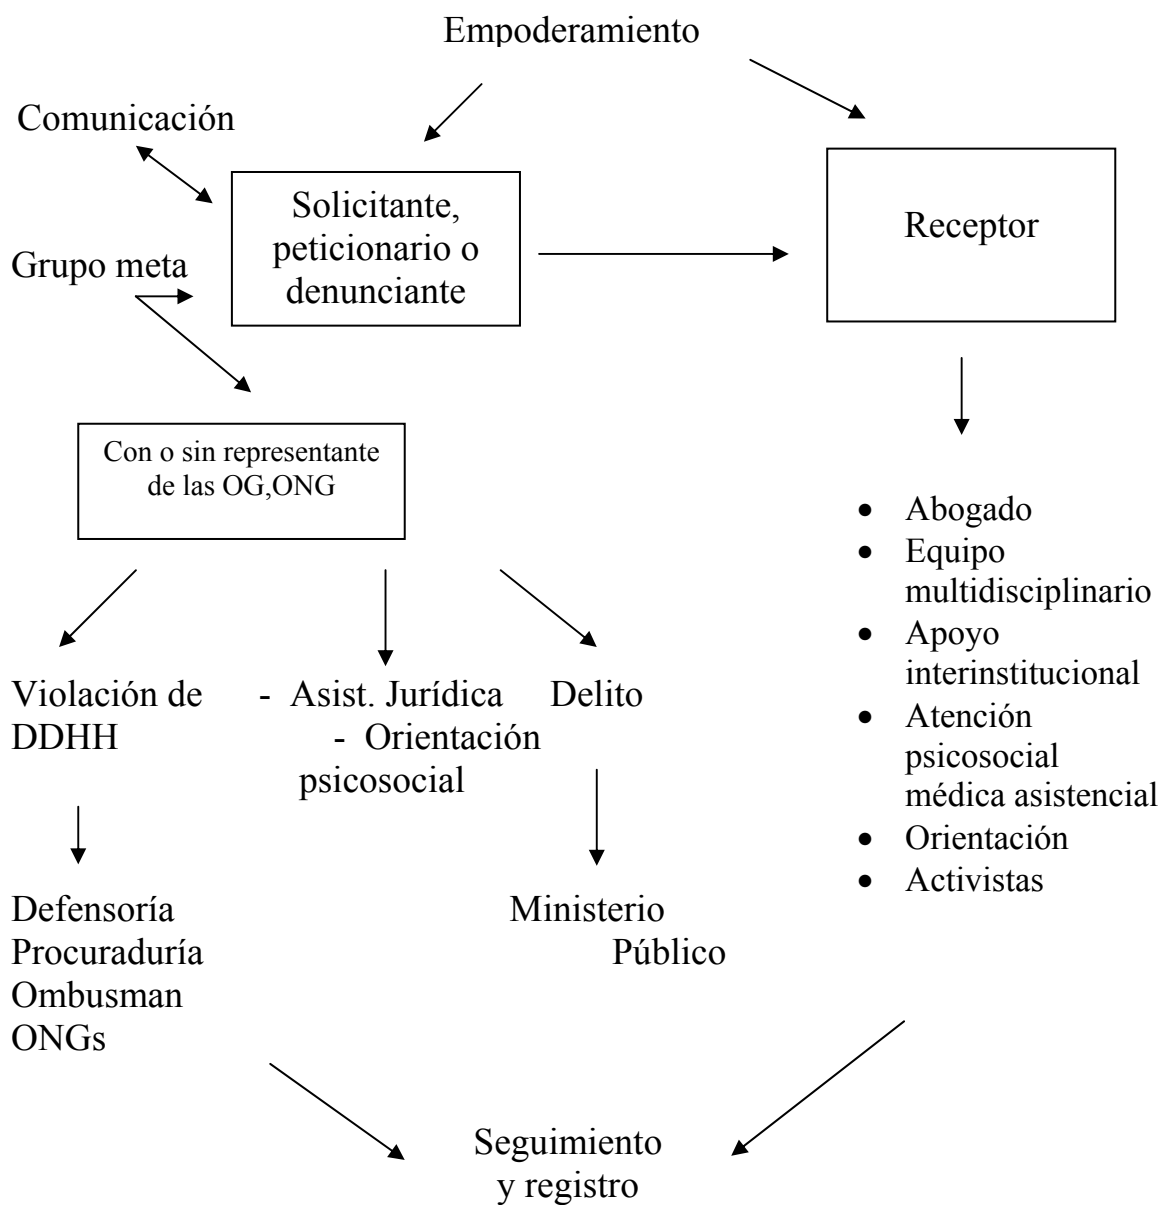 Empoderamiento
Comunicación
Solicitante,
peticionario o
denunciante
Receptor
Grupo meta
Con o sin representante
de las OG,ONG
• Abogado
• Equipo
multidisciplinario
• Apoyo
interinstitucional
• Atención
psicosocial
médica asistencial
• Orientación
• Activistas
Violación de
DDHH
- Asist. Jurídica
- Orientación
psicosocial
Delito
Defensoría
Procuraduría
Ombusman
ONGs
Ministerio
Público
Seguimiento
y registro